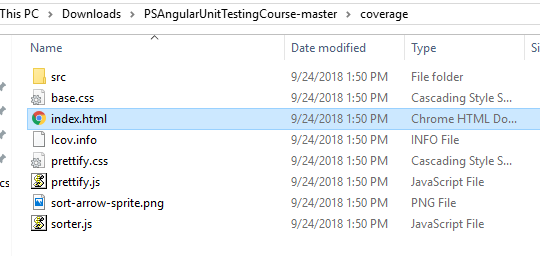 This PC > Downloads > PSAngularUnitTestingCourse-master > coverage
Name Date modified Type Si
src 9/24/2018 1:50 PM File folder
base.css 9/24/2018 1:50 PM Cascading Style S...
index.html 9/24/2018 1:50 PM Chrome HTML Do...
lcov.info 9/24/2018 1:50 PM INFO File
prettify.css 9/24/2018 1:50 PM Cascading Style S...
cs prettify.js 9/24/2018 1:50 PM JavaScript File
sort-arrow-sprite.png 9/24/2018 1:50 PM PNG File
sorter.js 9/24/2018 1:50 PM JavaScript File